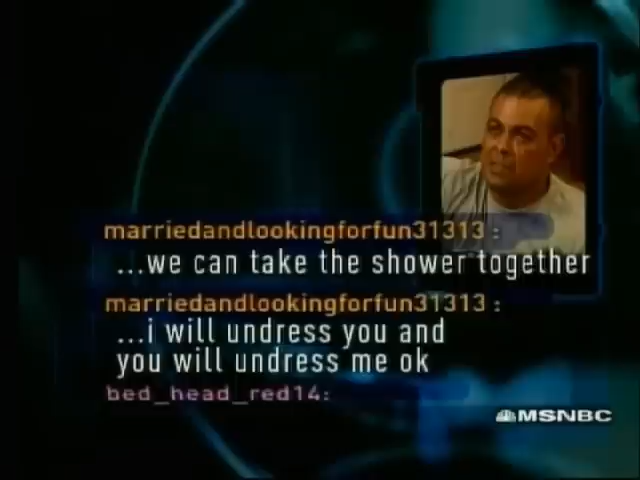 marriedandlookingforfun31313:
...we can take the shower together
marriedandlookingforfun31313:
...i will undress you and
you will undress me ok
bed_head_red14:
MSNBC